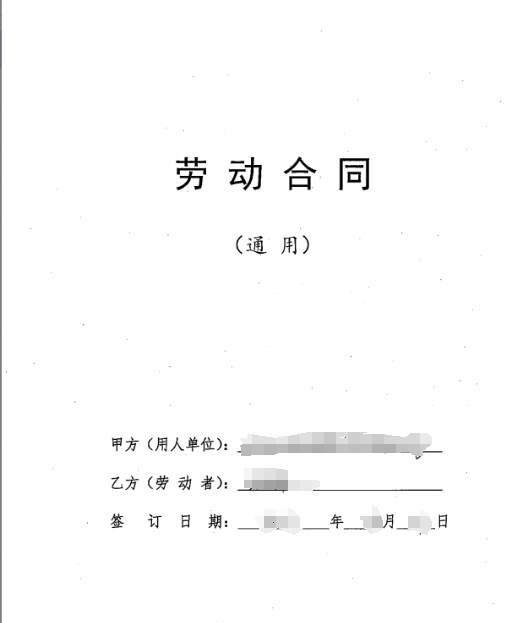 劳动合同
（通用）
甲方（用人单位）：
乙方（劳动者）：
签订日期： 年 月 日